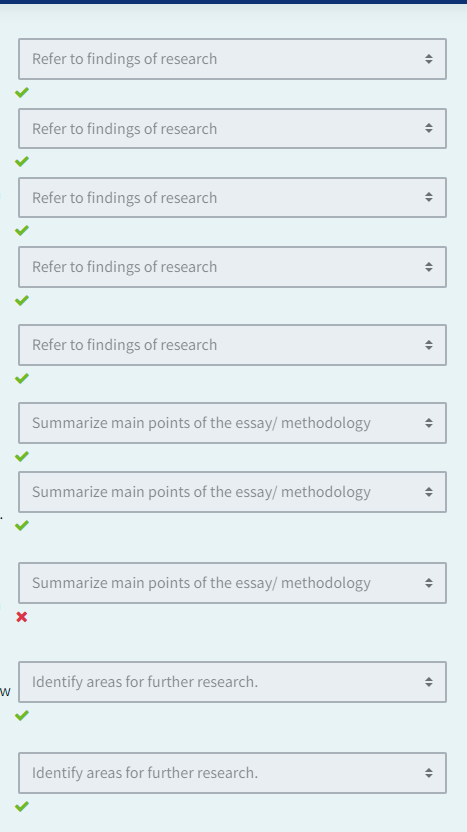 Refer to findings of research
Refer to findings of research
Refer to findings of research
Refer to findings of research
Refer to findings of research
Summarize main points of the essay/ methodology
Summarize main points of the essay/ methodology
.
Summarize main points of the essay/ methodology
Identify areas for further research.
w
Identify areas for further research.